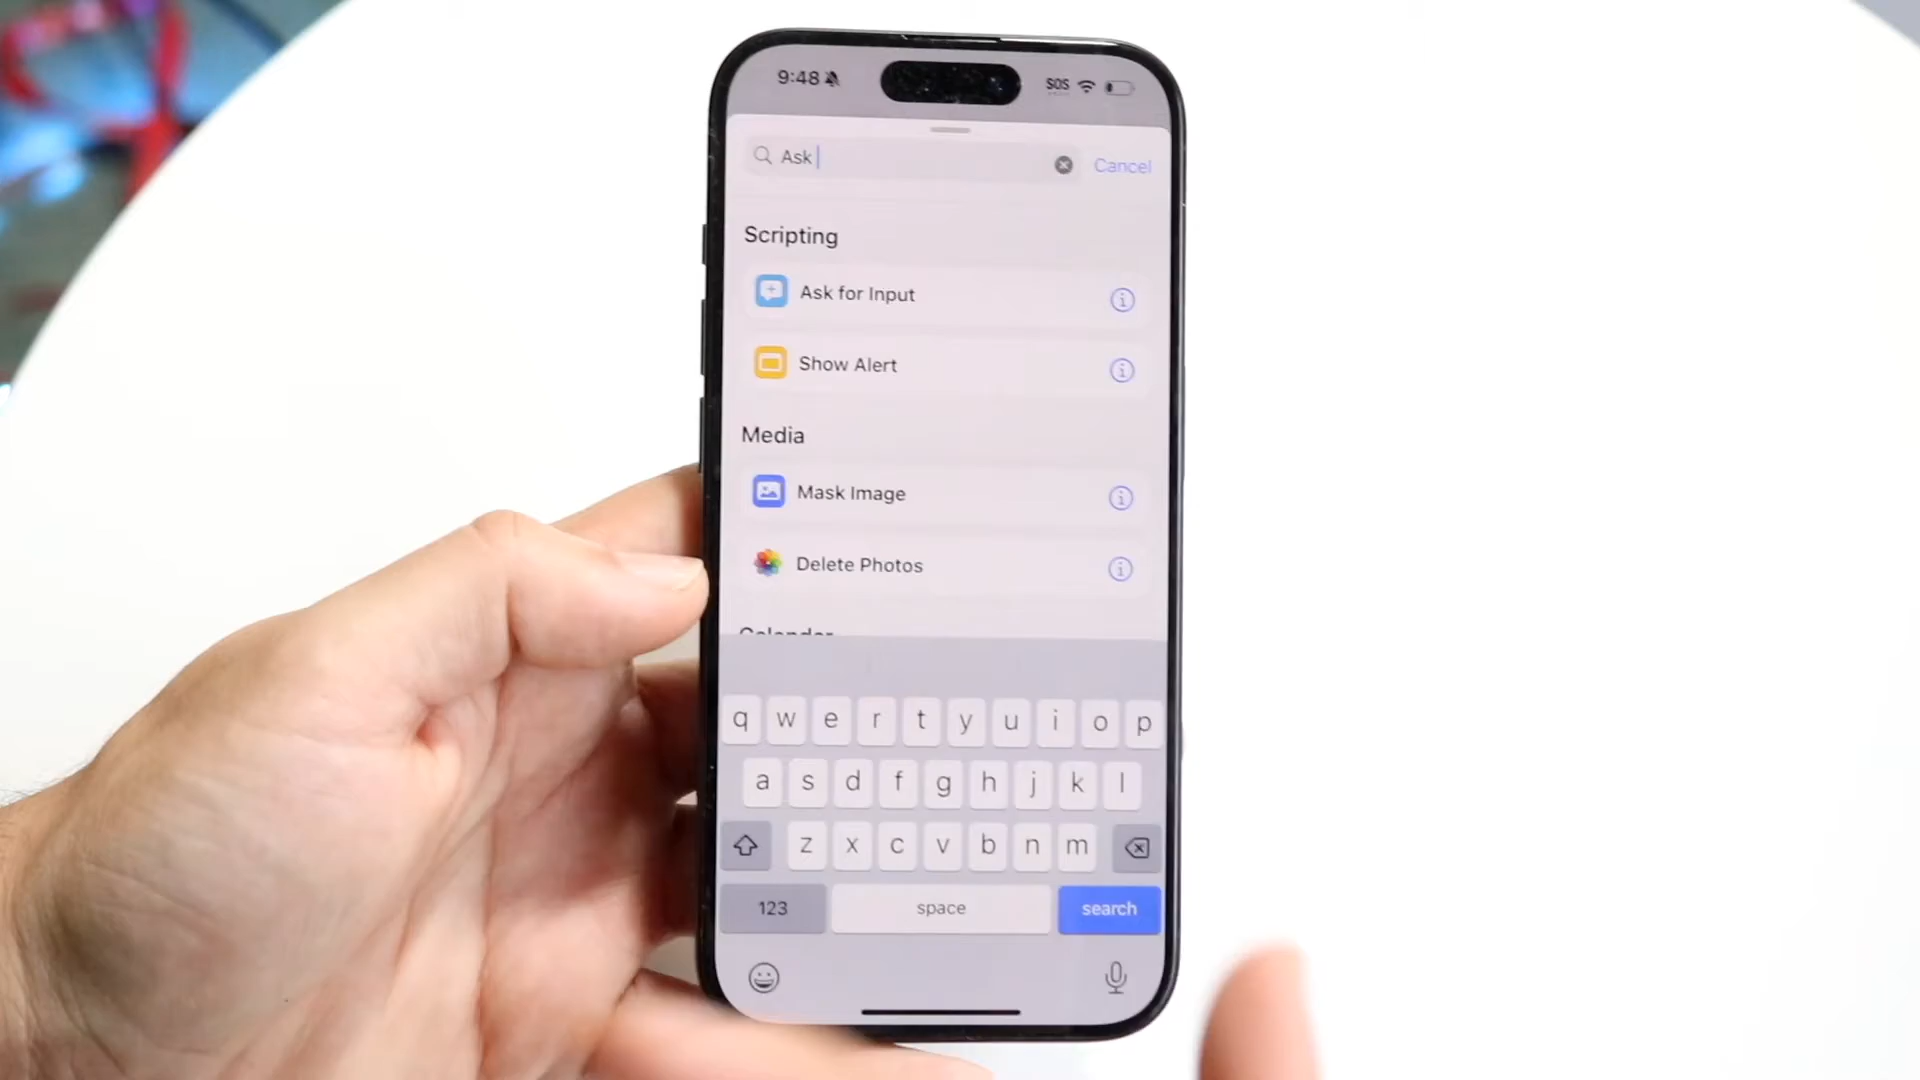 9:48 SOS
Ask Cancel
Scripting
Ask for Input
Show Alert
Media
Mask Image
Delete Photos
Calendar
q w e r t y u i o p
a s d f g h j k l
z x c v b n m
123 space search